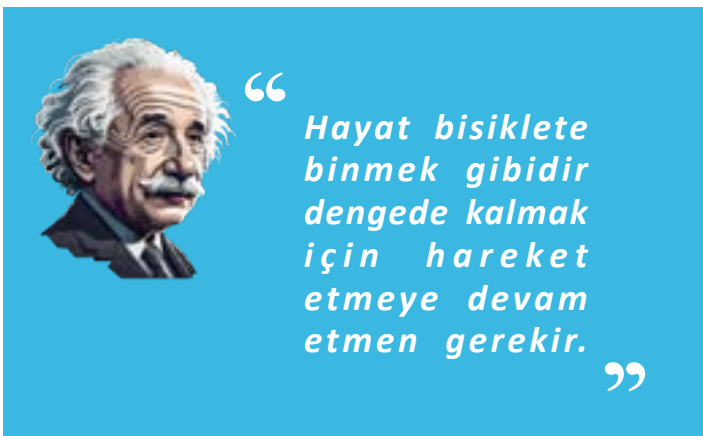 “
Hayat bisiklete
binmek gibidir
dengede kalmak
için hareket
etmeye devam
etmen gerekir.
”